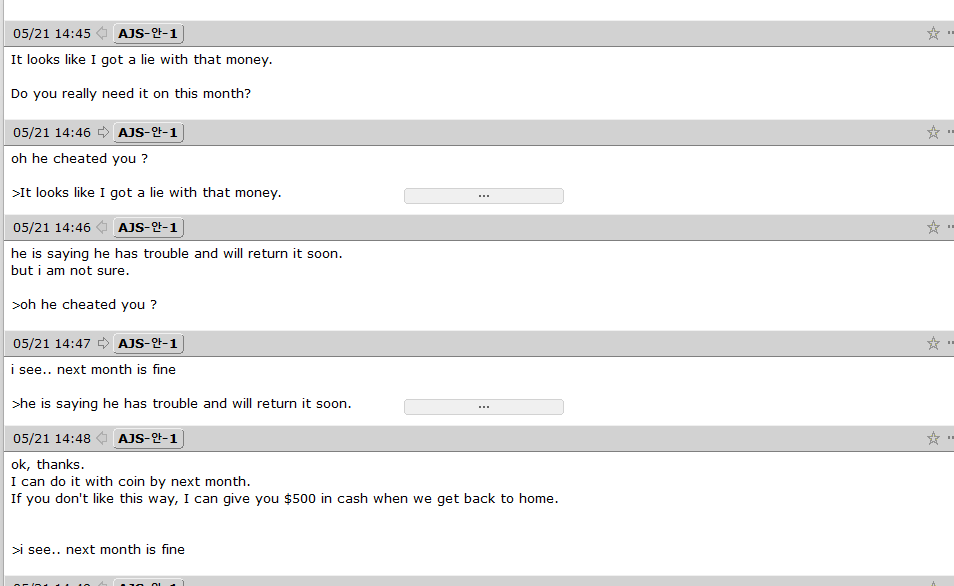 05/21 14:45 AJS-안-1
It looks like I got a lie with that money.
Do you really need it on this month?
05/21 14:46 AJS-안-1
oh he cheated you ?
>It looks like I got a lie with that money.
...
05/21 14:46 AJS-안-1
he is saying he has trouble and will return it soon.
but i am not sure.
>oh he cheated you ?
05/21 14:47 AJS-안-1
i see.. next month is fine
>he is saying he has trouble and will return it soon.
...
05/21 14:48 AJS-안-1
ok, thanks.
I can do it with coin by next month.
If you don't like this way, I can give you $500 in cash when we get back to home.
>i see.. next month is fine